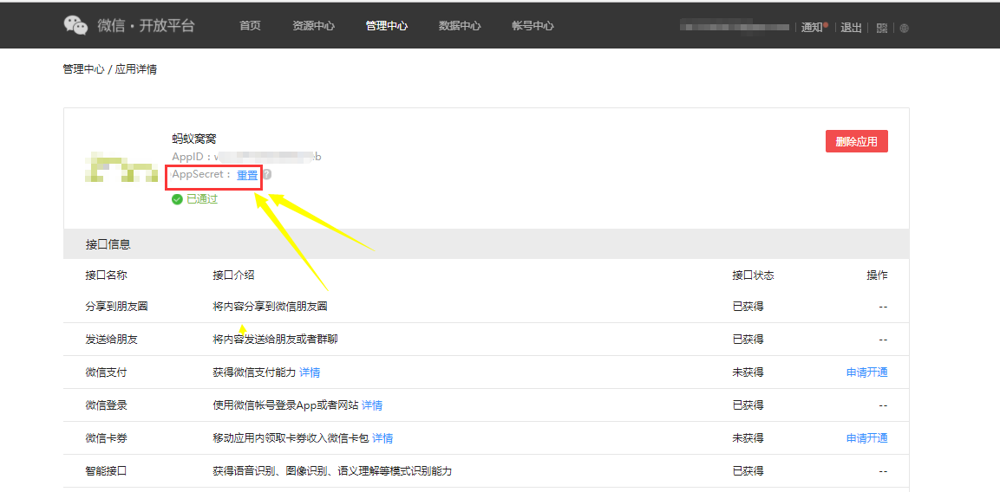 微信·开放平台 首页 资源中心 管理中心 数据中心 帐号中心 通知 退出
管理中心 / 应用详情
蚂蚁窝窝
删除应用
AppID：
AppSecret： 重置 ?
已通过
接口信息
接口名称 接口介绍 接口状态 操作
分享到朋友圈 将内容分享到微信朋友圈 已获得 --
发送给朋友 将内容发送给朋友或者群聊 已获得 --
微信支付 获得微信支付能力 详情 未获得 申请开通
微信登录 使用微信帐号登录App或者网站 详情 已获得 --
微信卡券 移动应用内领取卡券收入微信卡包 详情 未获得 申请开通
智能接口 获得语音识别、图像识别、语义理解等模式识别能力 已获得 --